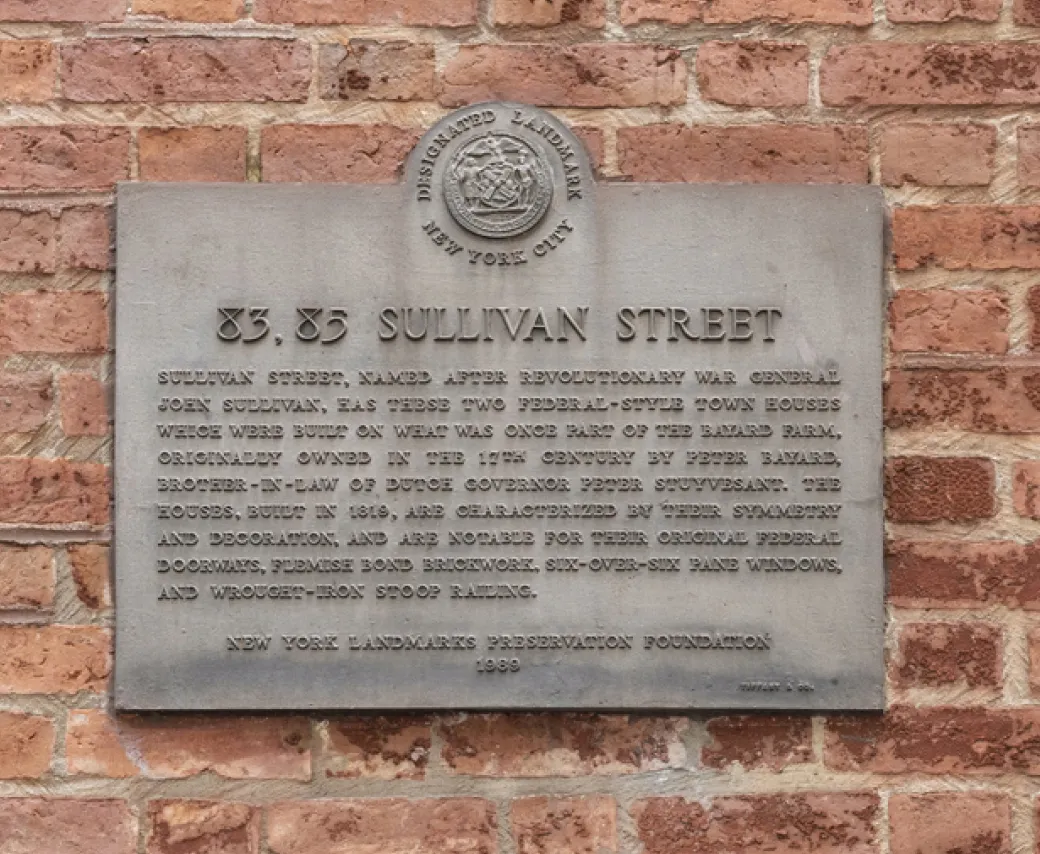 DESIGNATED LANDMARK
NEW YORK CITY
83, 85 SULLIVAN STREET
SULLIVAN STREET, NAMED AFTER REVOLUTIONARY WAR GENERAL
JOHN SULLIVAN, HAS THESE TWO FEDERAL-STYLE TOWN HOUSES
WHICH WERE BUILT ON WHAT WAS ONCE PART OF THE BAYARD FARM,
ORIGINALLY OWNED IN THE 17TH CENTURY BY PETER BAYARD,
BROTHER-IN-LAW OF DUTCH GOVERNOR PETER STUYVESANT. THE
HOUSES, BUILT IN 1819, ARE CHARACTERIZED BY THEIR SYMMETRY
AND DECORATION, AND ARE NOTABLE FOR THEIR ORIGINAL FEDERAL
DOORWAYS, FLEMISH BOND BRICKWORK, SIX-OVER-SIX PANE WINDOWS,
AND WROUGHT-IRON STOOP RAILING.
NEW YORK LANDMARKS PRESERVATION FOUNDATION
1989
TIFFANY & CO.